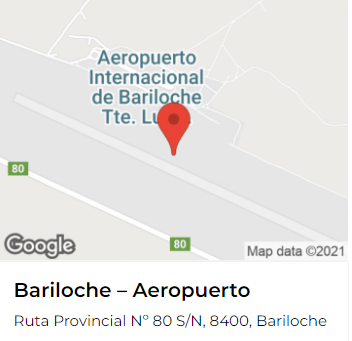 Aeropuerto
Internacional
de Bariloche
Tte. Lu
80
80
Google
Map data ©2021
Bariloche – Aeropuerto
Ruta Provincial Nº 80 S/N, 8400, Bariloche